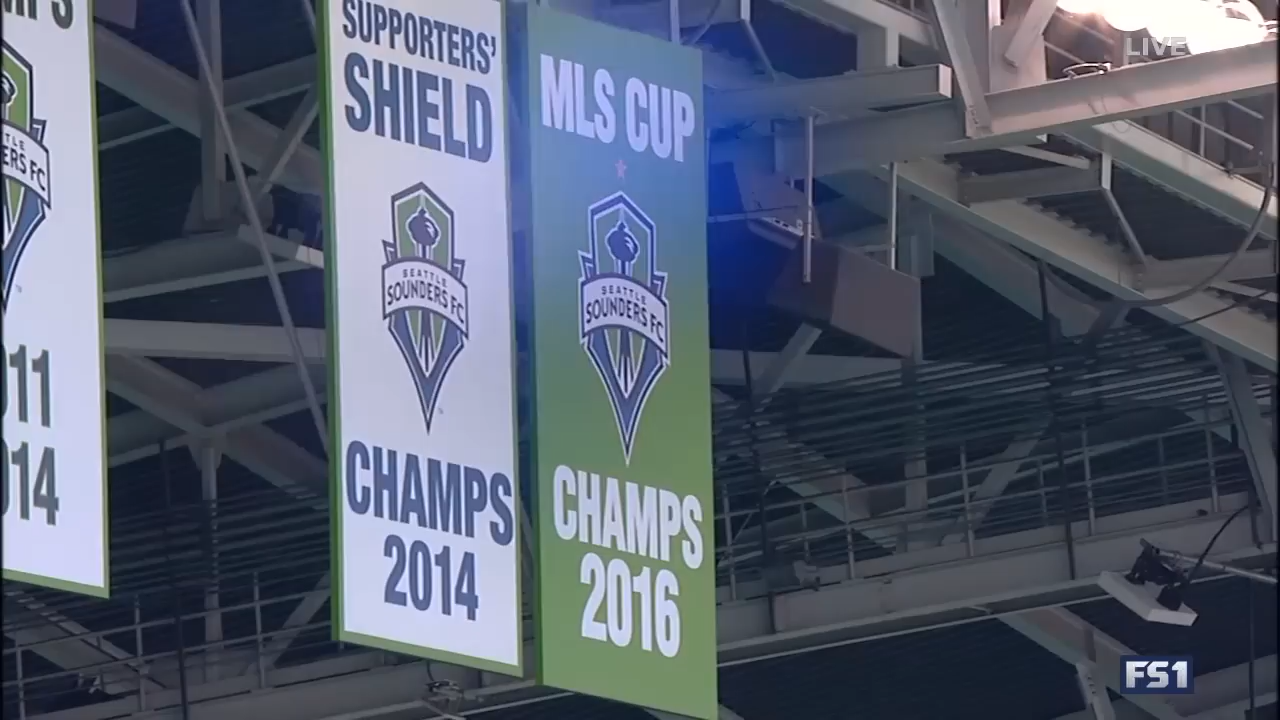 SUPPORTERS'
SHIELD
SEATTLE
SOUNDERS FC
CHAMPS
2014
MLS CUP
SEATTLE
SOUNDERS FC
CHAMPS
2016
LIVE
FS1